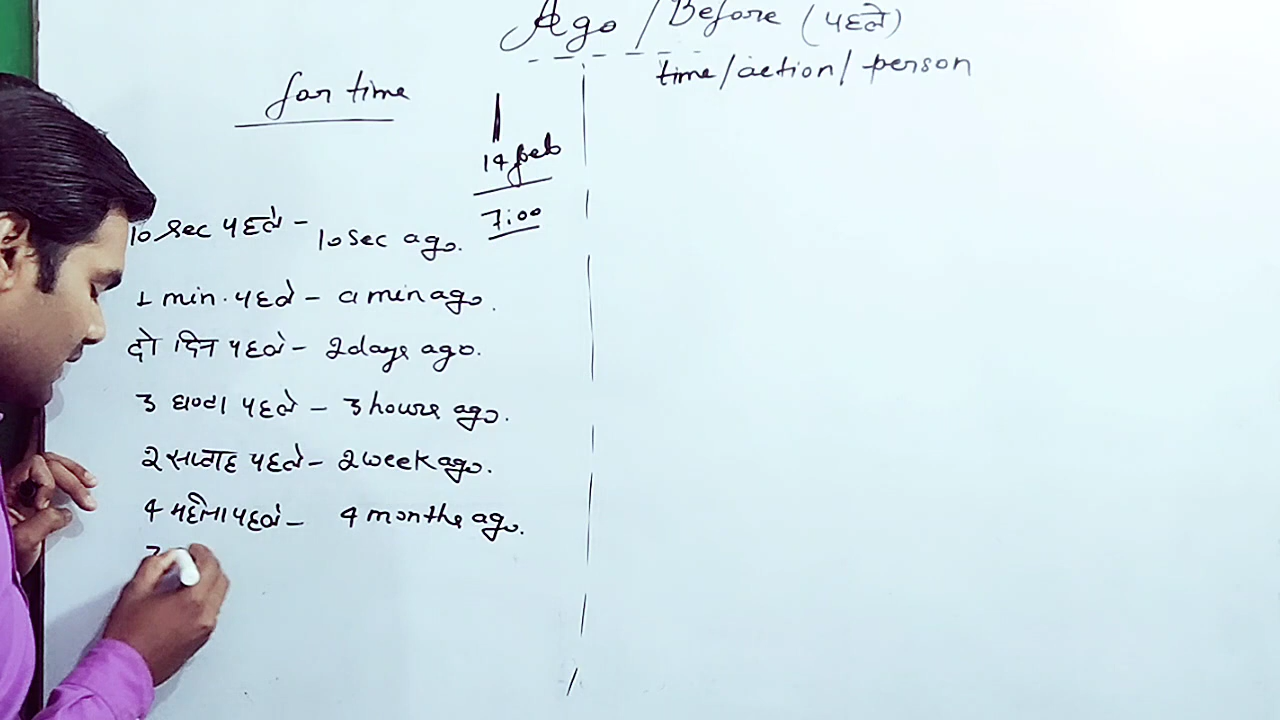 Ago / Before (पहले)
for time
time/action/person
14 feb
7:00
10 sec पहले - 10 sec ago.
1 min. पहले - a min ago.
दो दिन पहले - 2 days ago.
3 घण्टा पहले - 3 hours ago.
2 सप्ताह पहले - 2 week ago.
4 महीना पहले - 4 months ago.